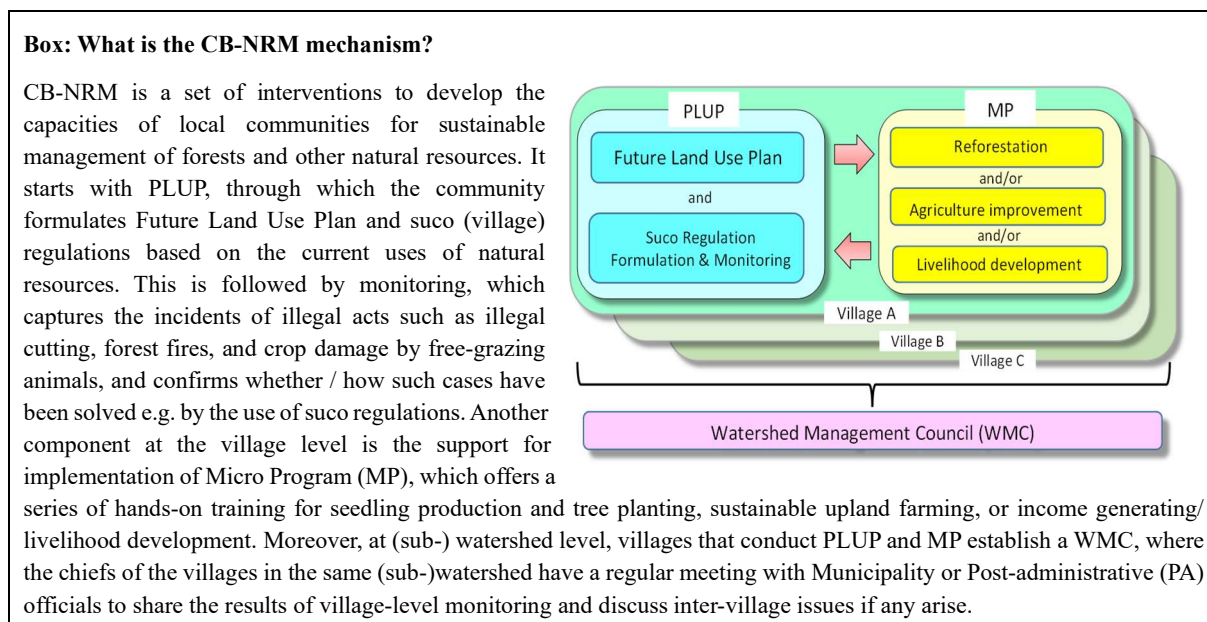 Box: What is the CB-NRM mechanism?
CB-NRM is a set of interventions to develop the
capacities of local communities for sustainable
management of forests and other natural resources. It
starts with PLUP, through which the community
formulates Future Land Use Plan and suco (village)
regulations based on the current uses of natural
resources. This is followed by monitoring, which
captures the incidents of illegal acts such as illegal
cutting, forest fires, and crop damage by free-grazing
animals, and confirms whether / how such cases have
been solved e.g. by the use of suco regulations. Another
component at the village level is the support for
implementation of Micro Program (MP), which offers a
series of hands-on training for seedling production and tree planting, sustainable upland farming, or income generating/
livelihood development. Moreover, at (sub-) watershed level, villages that conduct PLUP and MP establish a WMC, where
the chiefs of the villages in the same (sub-)watershed have a regular meeting with Municipality or Post-administrative (PA)
officials to share the results of village-level monitoring and discuss inter-village issues if any arise.
PLUP
Future Land Use Plan
and
Suco Regulation
Formulation & Monitoring
MP
Reforestation
and/or
Agriculture improvement
and/or
Livelihood development
Village A
Village B
Village C
Watershed Management Council (WMC)